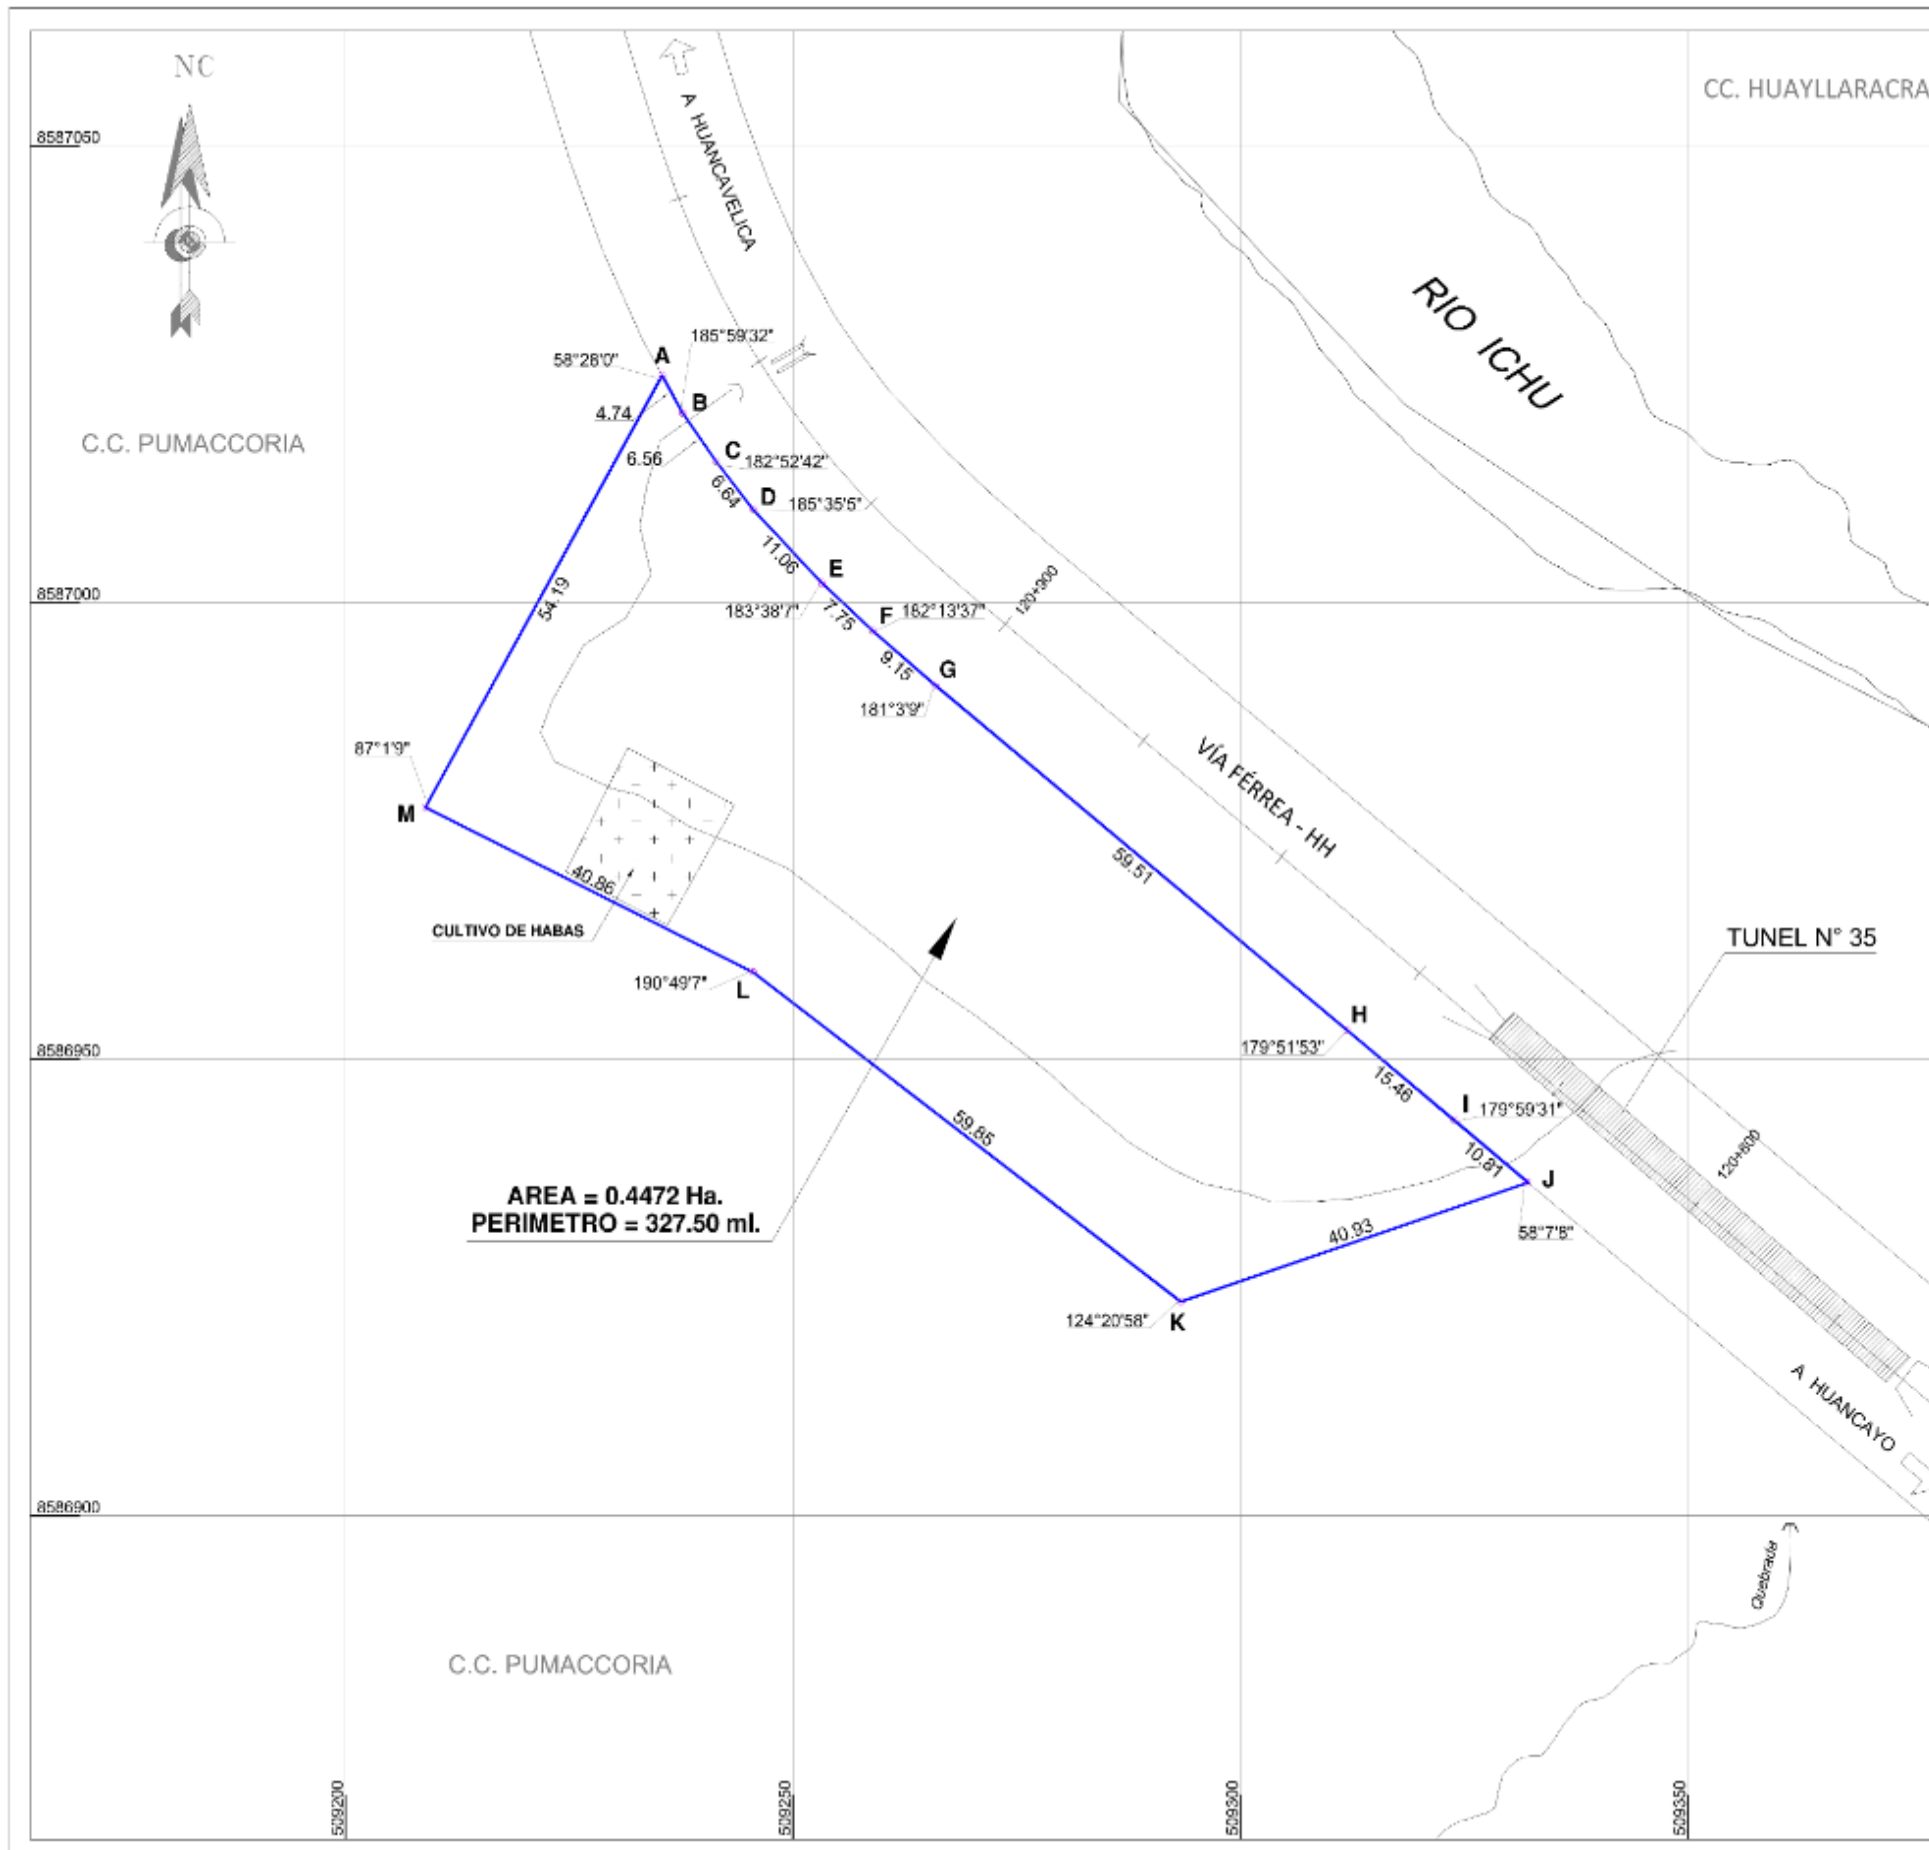 NC
CC. HUAYLLARACRA
8587050
A HUANCAVELICA
RIO ICHU
185°59'32"
A
58°28'0"
4.74
B
C.C. PUMACCORIA
6.56
C
182°52'42"
6.64
D
185°35'5"
11.06
E
8587000
54.19
183°38'7"
7.75
F
182°13'37"
120+900
9.15
G
181°3'9"
87°1'9"
M
VÍA FÉRREA - HH
59.51
40.86
CULTIVO DE HABAS
TUNEL N° 35
190°49'7"
L
H
179°51'53"
8586950
15.46
I
179°59'31"
59.85
10.81
120+800
J
AREA = 0.4472 Ha.
PERIMETRO = 327.50 ml.
40.93
58°7'8"
124°20'58"
K
A HUANCAYO
8586900
Quebrada
C.C. PUMACCORIA
509200
509250
509300
509350